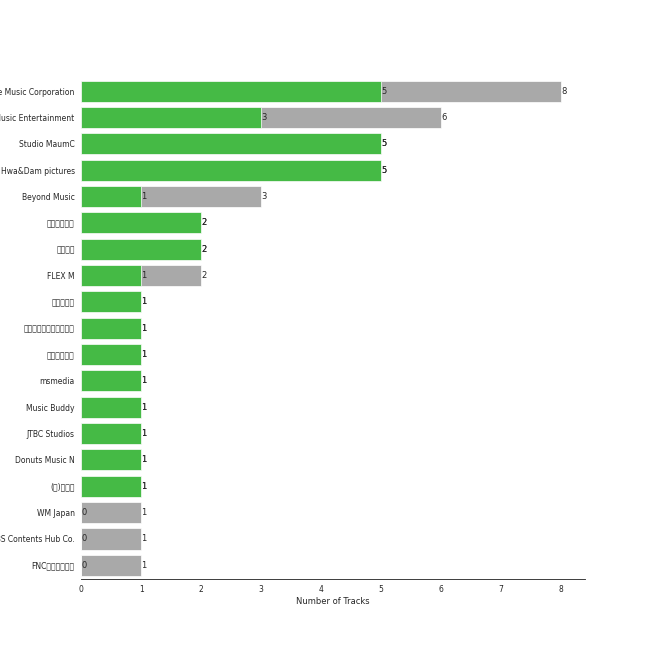 e Music Corporation 5 8
usic Entertainment 3 6
Studio MaumC 5
Hwa&Dam pictures 5
Beyond Music 1 3
2
2
FLEX M 1 2
1
1
1
msmedia 1
Music Buddy 1
JTBC Studios 1
Donuts Music N 1
1
WM Japan 0 1
S Contents Hub Co. 0 1
FNC 0 1
0 1 2 3 4 5 6 7 8
Number of Tracks